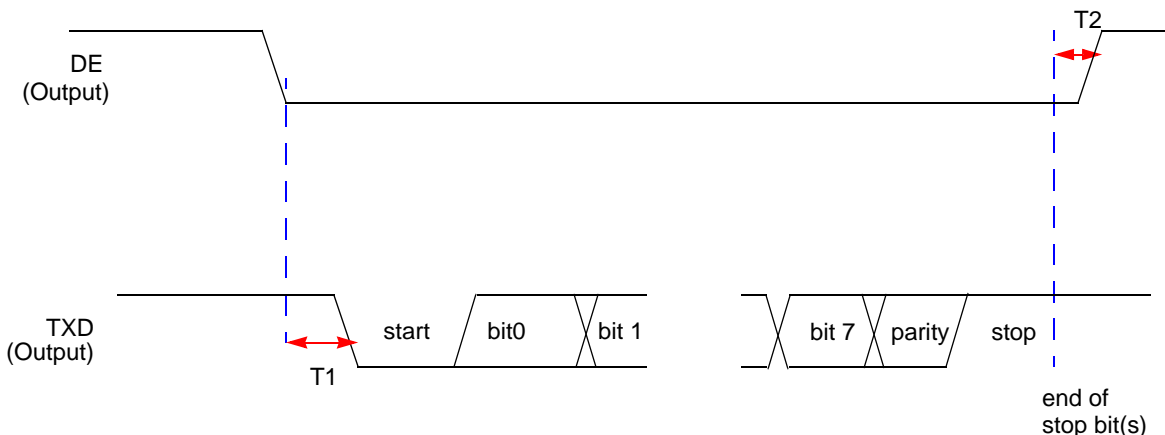 T2
DE
(Output)
TXD
(Output)
start
bit0
bit 1
bit 7
parity
stop
T1
end of
stop bit(s)